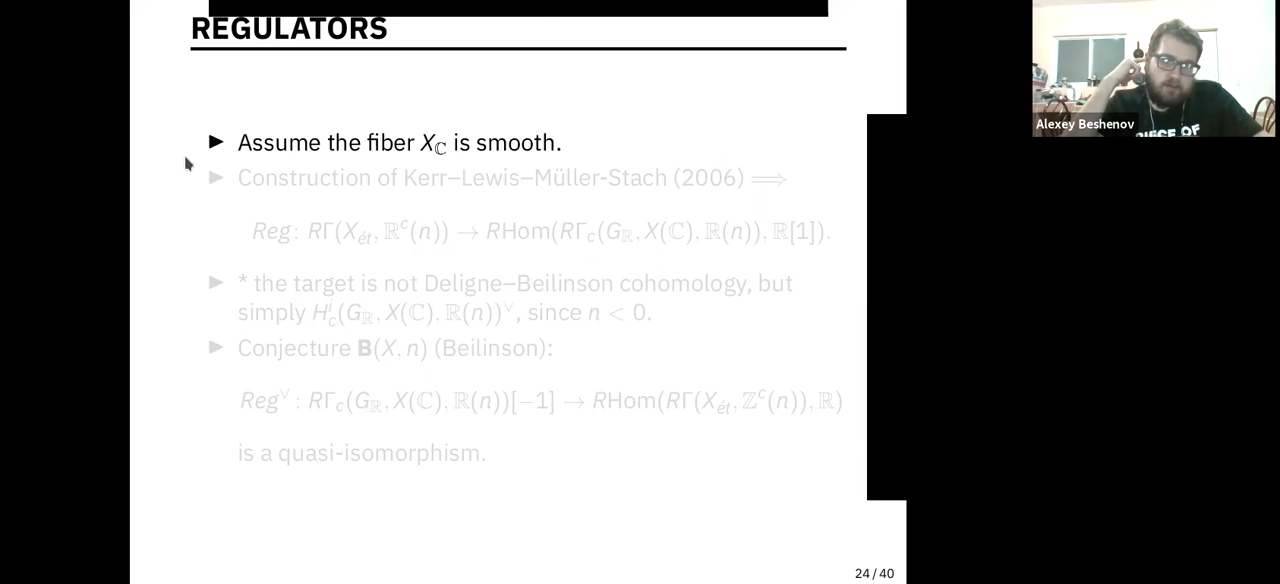 REGULATORS
► Assume the fiber X_ℂ is smooth.
► Construction of Kerr–Lewis–Müller-Stach (2006) ⟹
Reg: RΓ(X_ét, ℝ^c(n)) → RHom(RΓ_c(G_ℝ, X(ℂ), ℝ(n)), ℝ[1]).
► * the target is not Deligne–Beilinson cohomology, but
simply H^i_c(G_ℝ, X(ℂ), ℝ(n))^∨, since n < 0.
► Conjecture B(X, n) (Beilinson):
Reg^∨: RΓ_c(G_ℝ, X(ℂ), ℝ(n))[−1] → RHom(RΓ(X_ét, ℤ^c(n)), ℝ)
is a quasi-isomorphism.
24 / 40
Alexey Beshenov